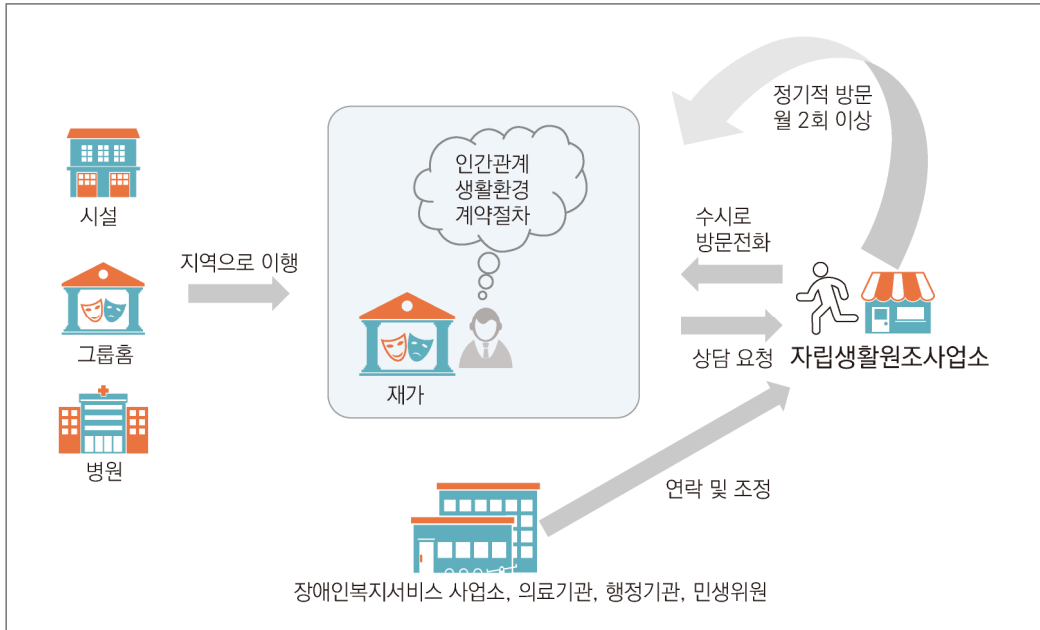 정기적 방문
월 2회 이상
인간관계
생활환경
계약절차
시설
수시로
방문전화
지역으로 이행
그룹홈
상담 요청
자립생활원조사업소
재가
병원
연락 및 조정
장애인복지서비스 사업소, 의료기관, 행정기관, 민생위원